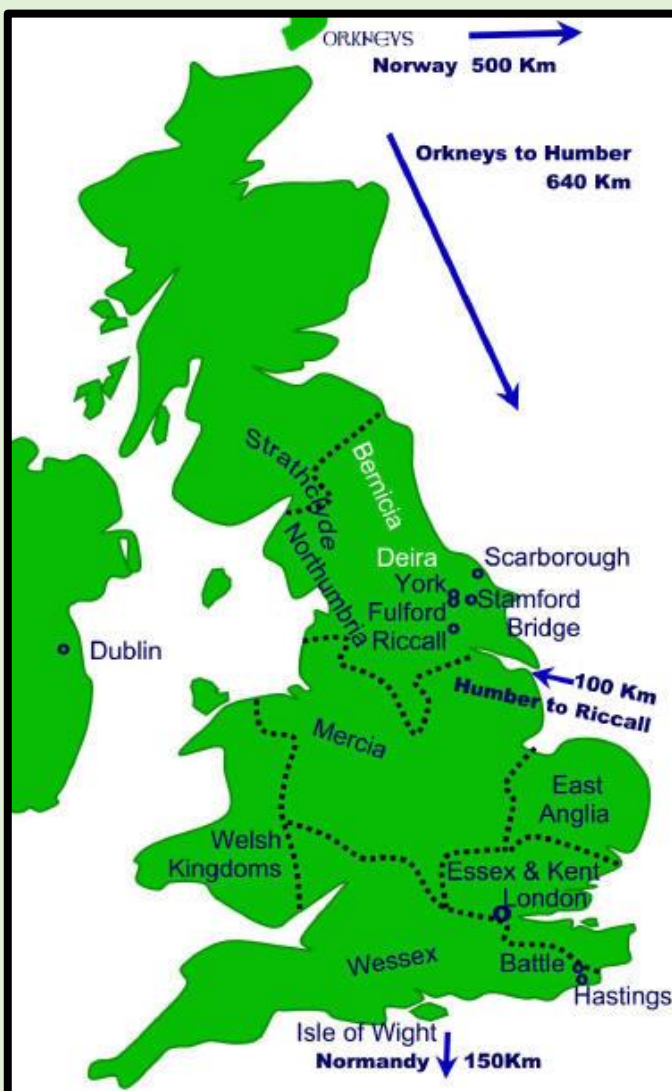 ORKNEYS
Norway 500 Km
Orkneys to Humber
640 Km
Strathclyde
Bernicia
Northumbria
Deira
Scarborough
York
Fulford
Stamford
Bridge
Riccall
Dublin
100 Km
Humber to Riccall
Mercia
East
Anglia
Welsh
Kingdoms
Essex & Kent
London
Wessex
Battle
Hastings
Isle of Wight
Normandy 150Km